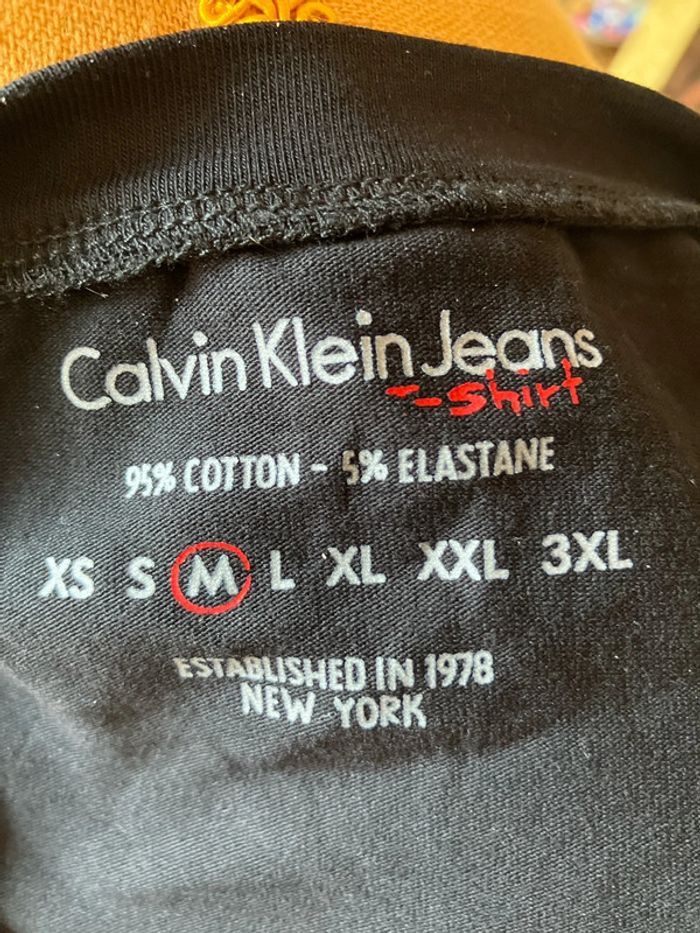 Calvin Klein Jeans
--shirt
95% COTTON - 5% ELASTANE
XS S M L XL XXL 3XL
ESTABLISHED IN 1978
NEW YORK